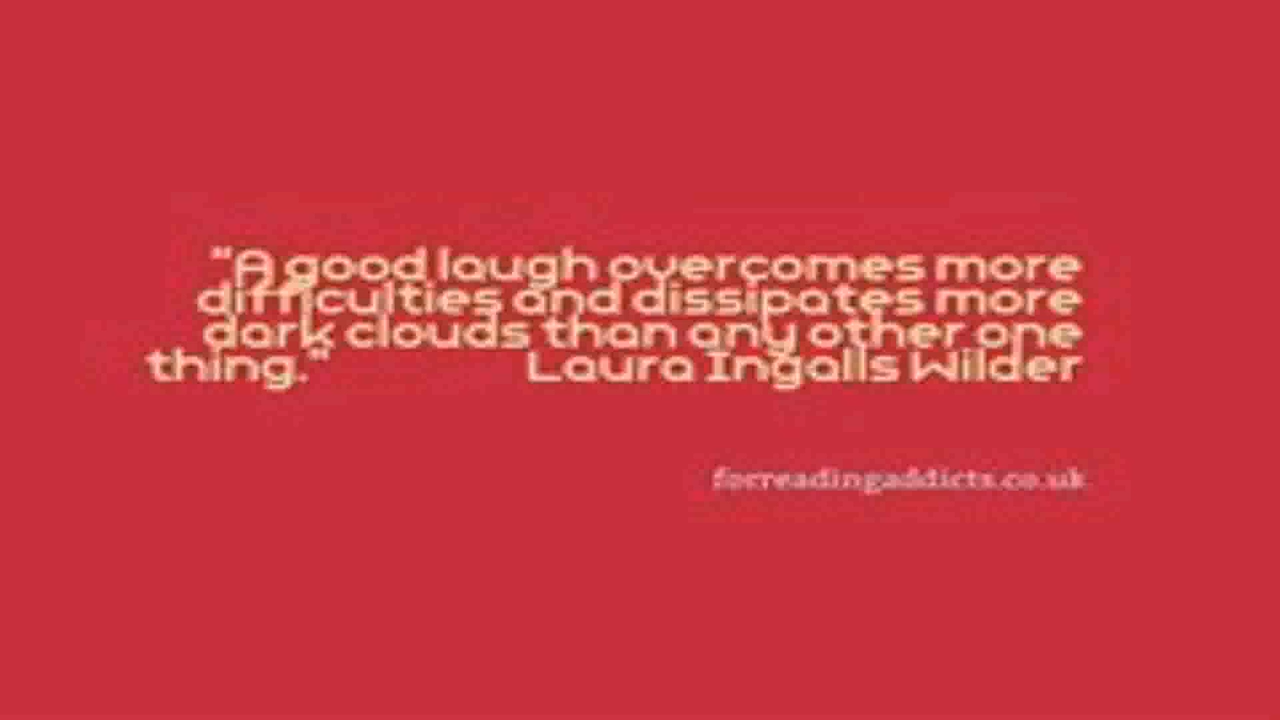 "A good laugh overcomes more
difficulties and dissipates more
dark clouds than any other one
thing." Laura Ingalls Wilder
forreadingaddicts.co.uk